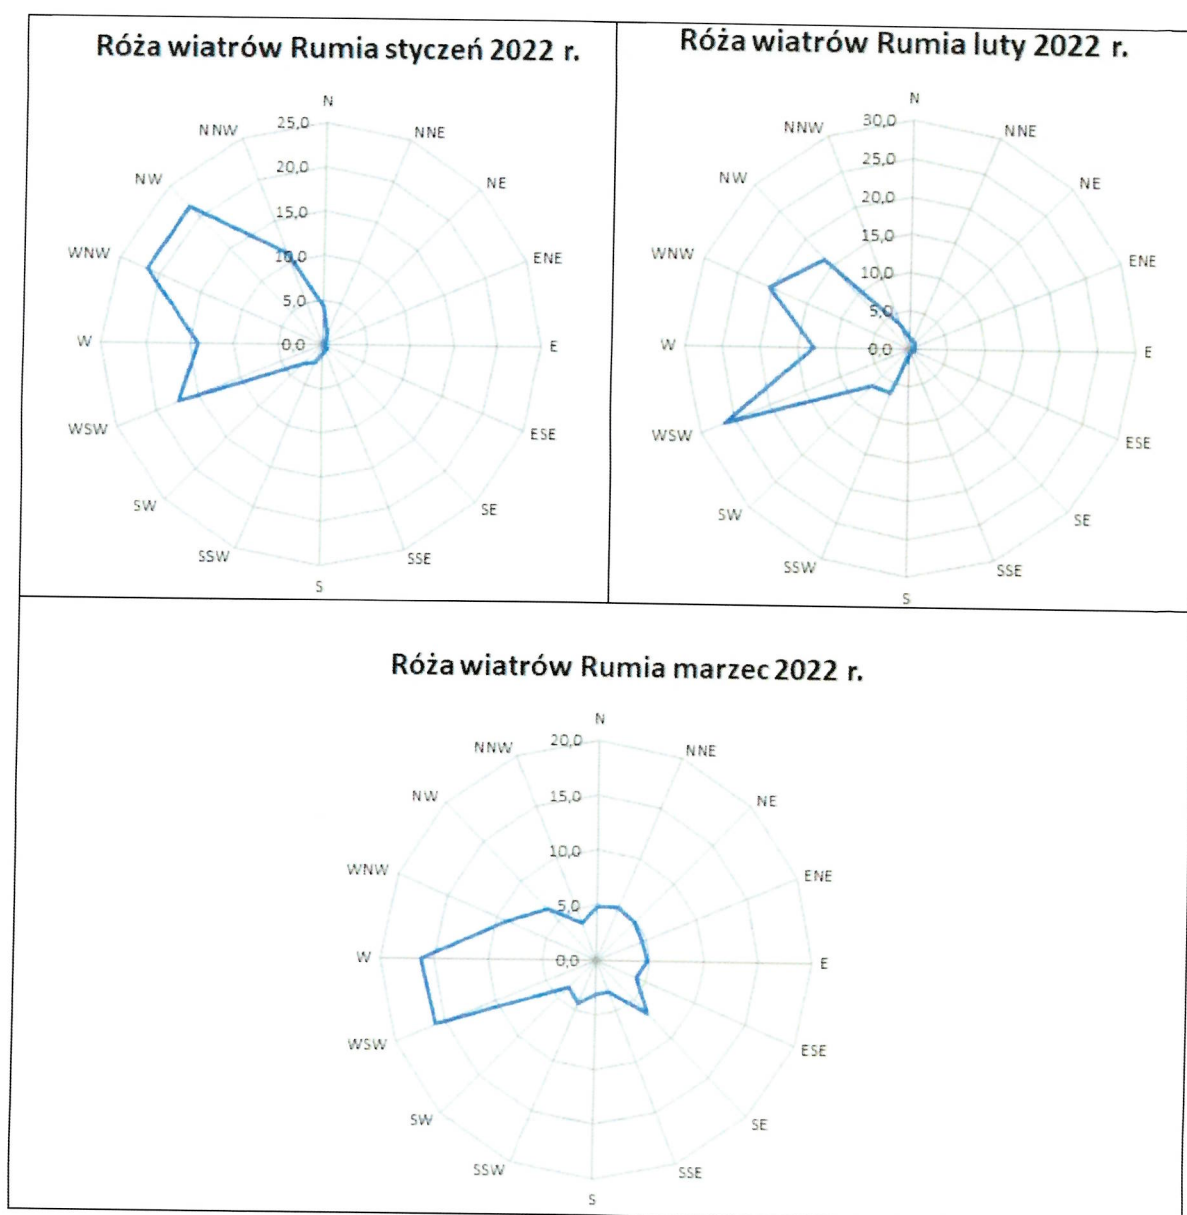 Róża wiatrów Rumia styczeń 2022 r.
N
NNE
NE
ENE
E
ESE
SE
SSE
S
SSW
SW
WSW
W
WNW
NW
NNW
25,0
20,0
15,0
10,0
5,0
0,0
Róża wiatrów Rumia luty 2022 r.
N
NNE
NE
ENE
E
ESE
SE
SSE
S
SSW
SW
WSW
W
WNW
NW
NNW
30,0
25,0
20,0
15,0
10,0
5,0
0,0
Róża wiatrów Rumia marzec 2022 r.
N
NNE
NE
ENE
E
ESE
SE
SSE
S
SSW
SW
WSW
W
WNW
NW
NNW
20,0
15,0
10,0
5,0
0,0